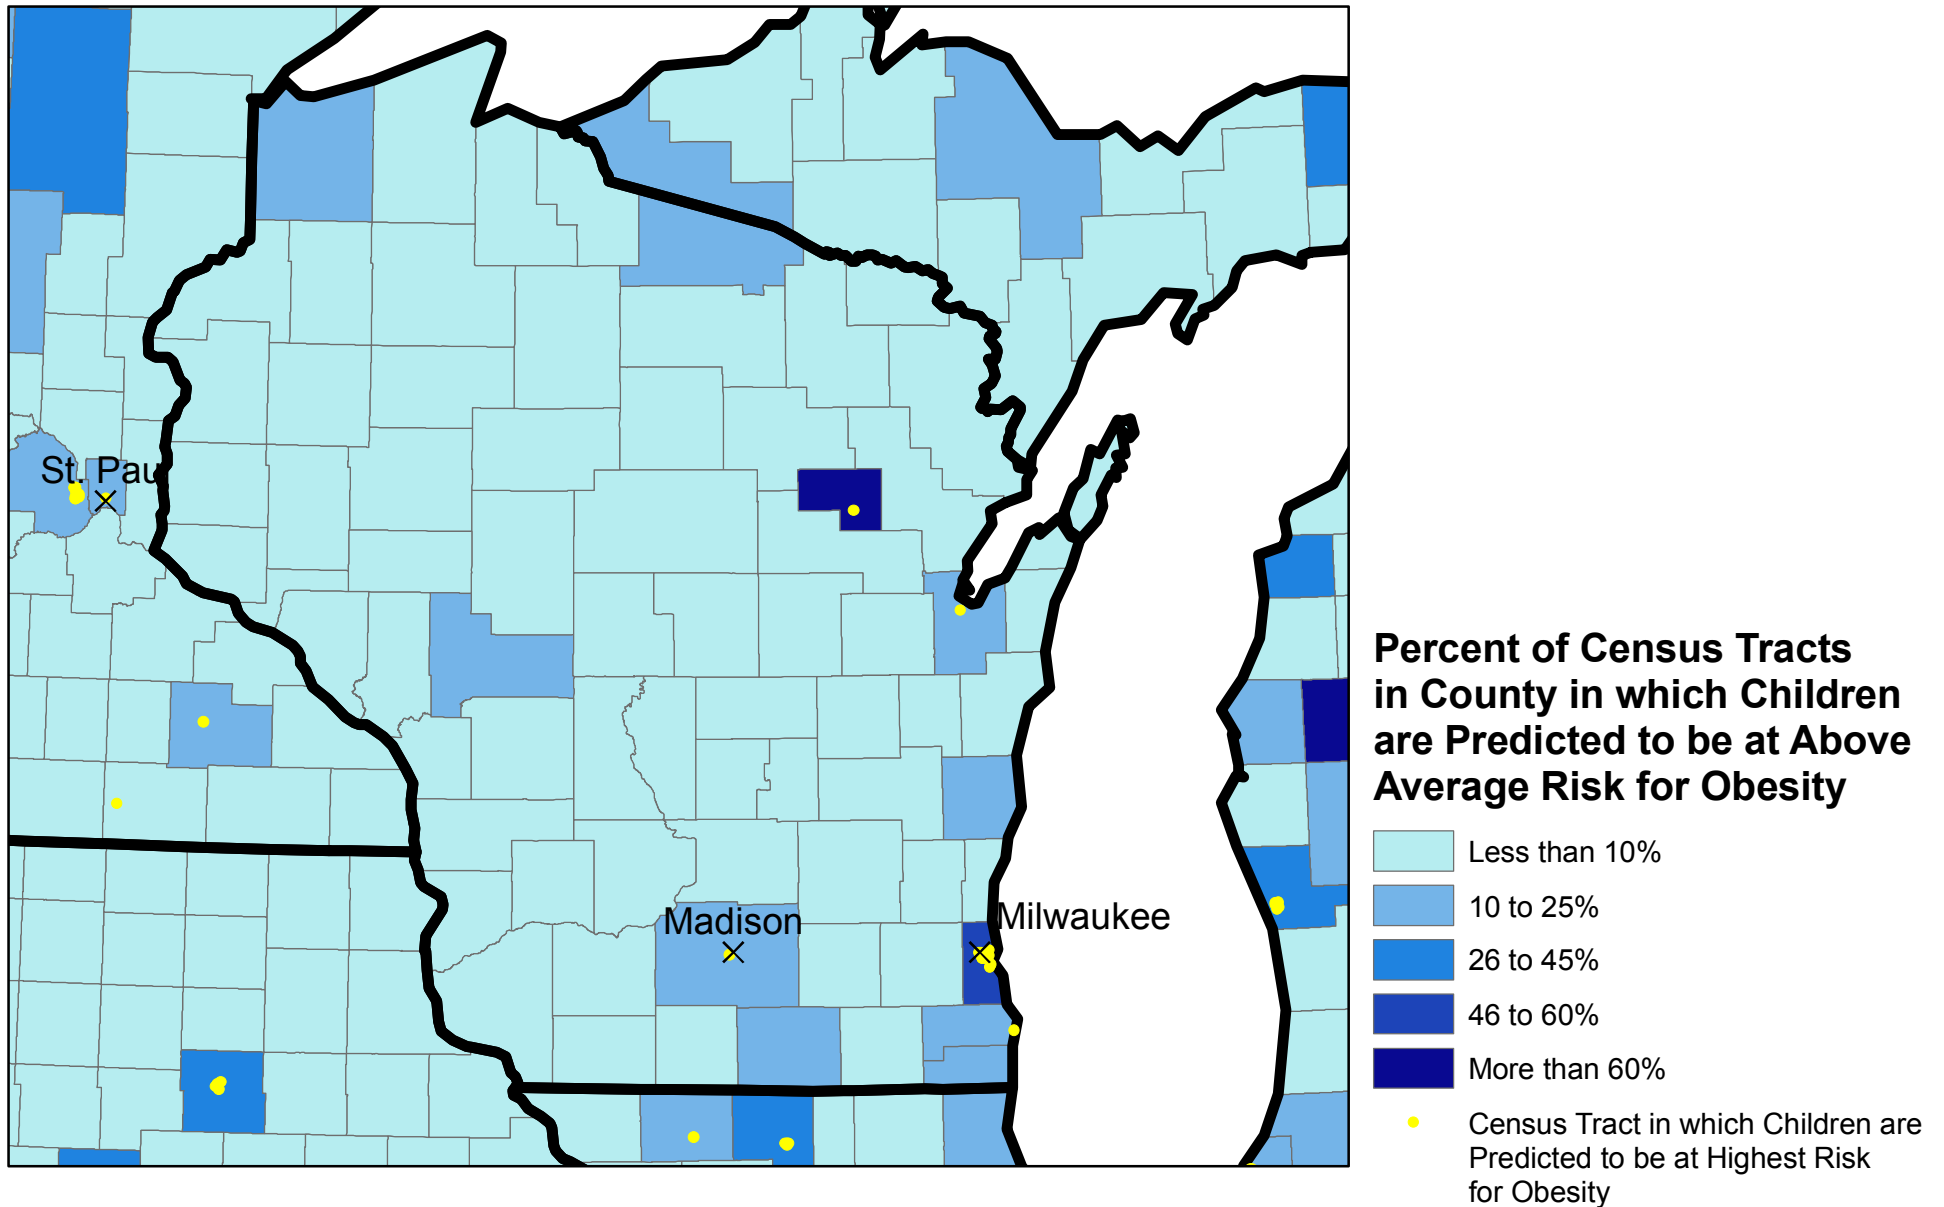 St. Pau
Madison
Milwaukee
Percent of Census Tracts
in County in which Children
are Predicted to be at Above
Average Risk for Obesity
Less than 10%
10 to 25%
26 to 45%
46 to 60%
More than 60%
Census Tract in which Children are
Predicted to be at Highest Risk
for Obesity